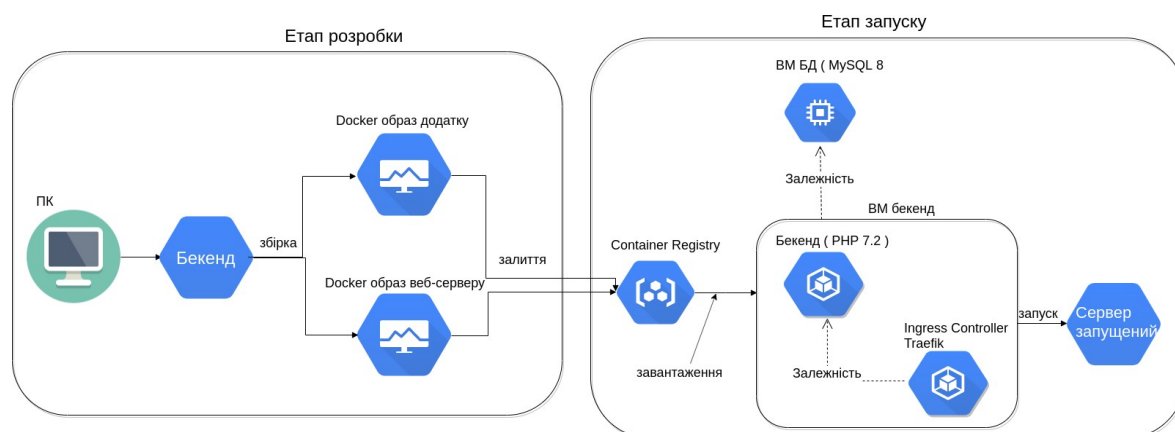 Етап розробки
Етап запуску
ПК
Бекенд
збірка
Docker образ додатку
Docker образ веб-серверу
залиття
Container Registry
завантаження
ВМ БД ( MySQL 8
Залежність
ВМ бекенд
Бекенд ( PHP 7.2 )
Ingress Controller
Traefik
Залежність
запуск
Сервер
запущений